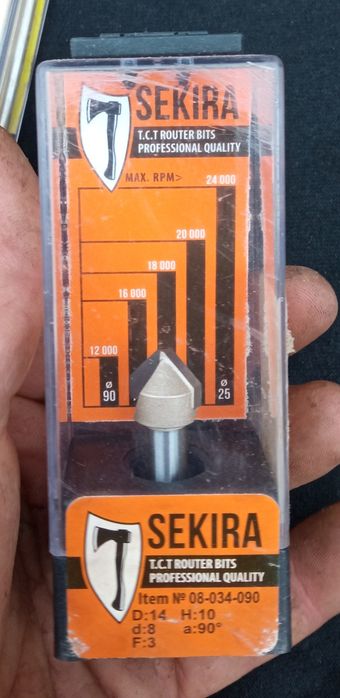 SEKIRA
T.C.T ROUTER BITS
PROFESSIONAL QUALITY
MAX. RPM>
24 000
20 000
18 000
16 000
12 000
Ø Ø
90 25
SEKIRA
T.C.T ROUTER BITS
PROFESSIONAL QUALITY
Item № 08-034-090
D:14 H:10
d:8 a:90°
F:3